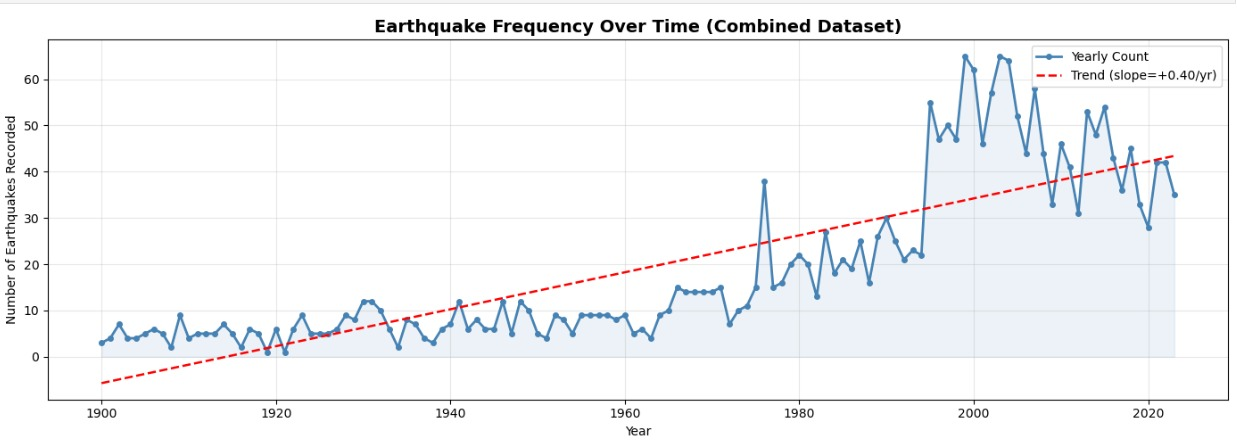 Earthquake Frequency Over Time (Combined Dataset)
Yearly Count
Trend (slope=+0.40/yr)
Number of Earthquakes Recorded
60
50
40
30
20
10
0
1900
1920
1940
1960
1980
2000
2020
Year